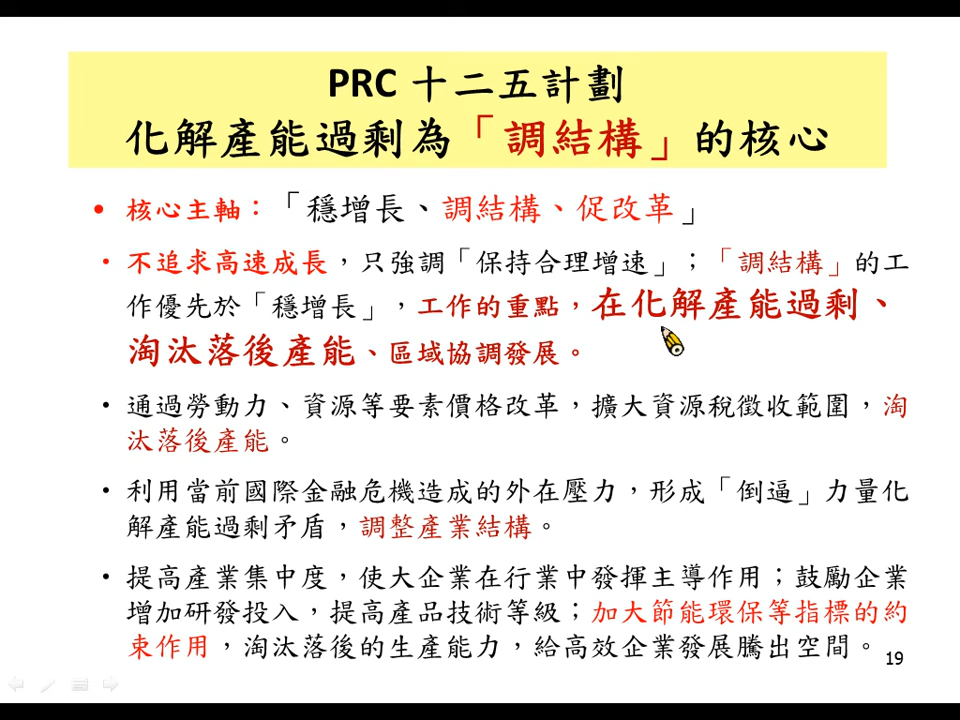 PRC 十二五計劃
化解產能過剩為「調結構」的核心
• 核心主軸：「穩增長、調結構、促改革」
• 不追求高速成長，只強調「保持合理增速」；「調結構」的工
作優先於「穩增長」，工作的重點，在化解產能過剩、
淘汰落後產能、區域協調發展。
• 通過勞動力、資源等要素價格改革，擴大資源稅徵收範圍，淘
汰落後產能。
• 利用當前國際金融危機造成的外在壓力，形成「倒逼」力量化
解產能過剩矛盾，調整產業結構。
• 提高產業集中度，使大企業在行業中發揮主導作用；鼓勵企業
增加研發投入，提高產品技術等級；加大節能環保等指標的約
束作用，淘汰落後的生產能力，給高效企業發展騰出空間。
19